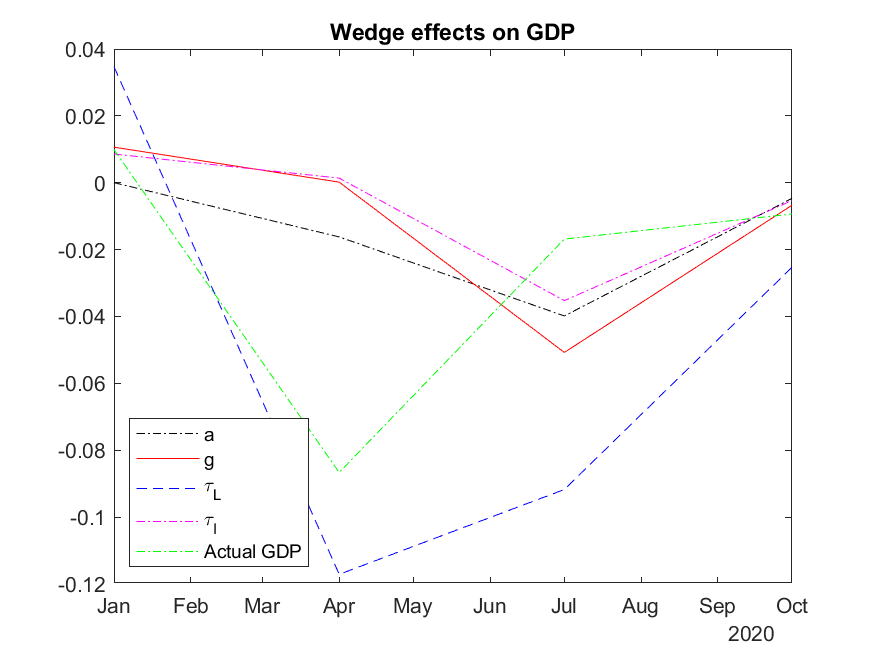 Wedge effects on GDP
0.04
0.02
0
-0.02
-0.04
-0.06
-0.08
-0.1
-0.12
a
g
τL
τI
Actual GDP
Jan Feb Mar Apr May Jun Jul Aug Sep Oct
2020